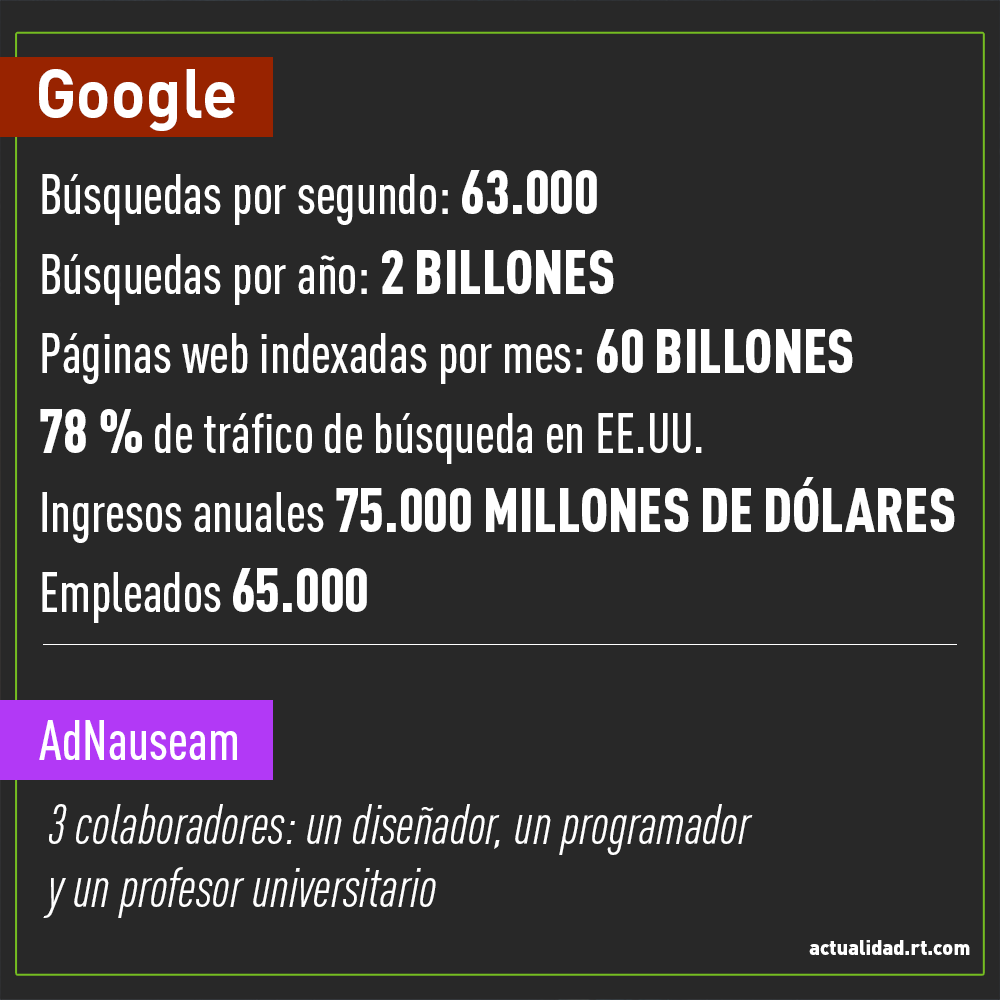 Google
Búsquedas por segundo: 63.000
Búsquedas por año: 2 BILLONES
Páginas web indexadas por mes: 60 BILLONES
78 % de tráfico de búsqueda en EE.UU.
Ingresos anuales 75.000 MILLONES DE DÓLARES
Empleados 65.000
AdNauseam
3 colaboradores: un diseñador, un programador
y un profesor universitario
actualidad.rt.com